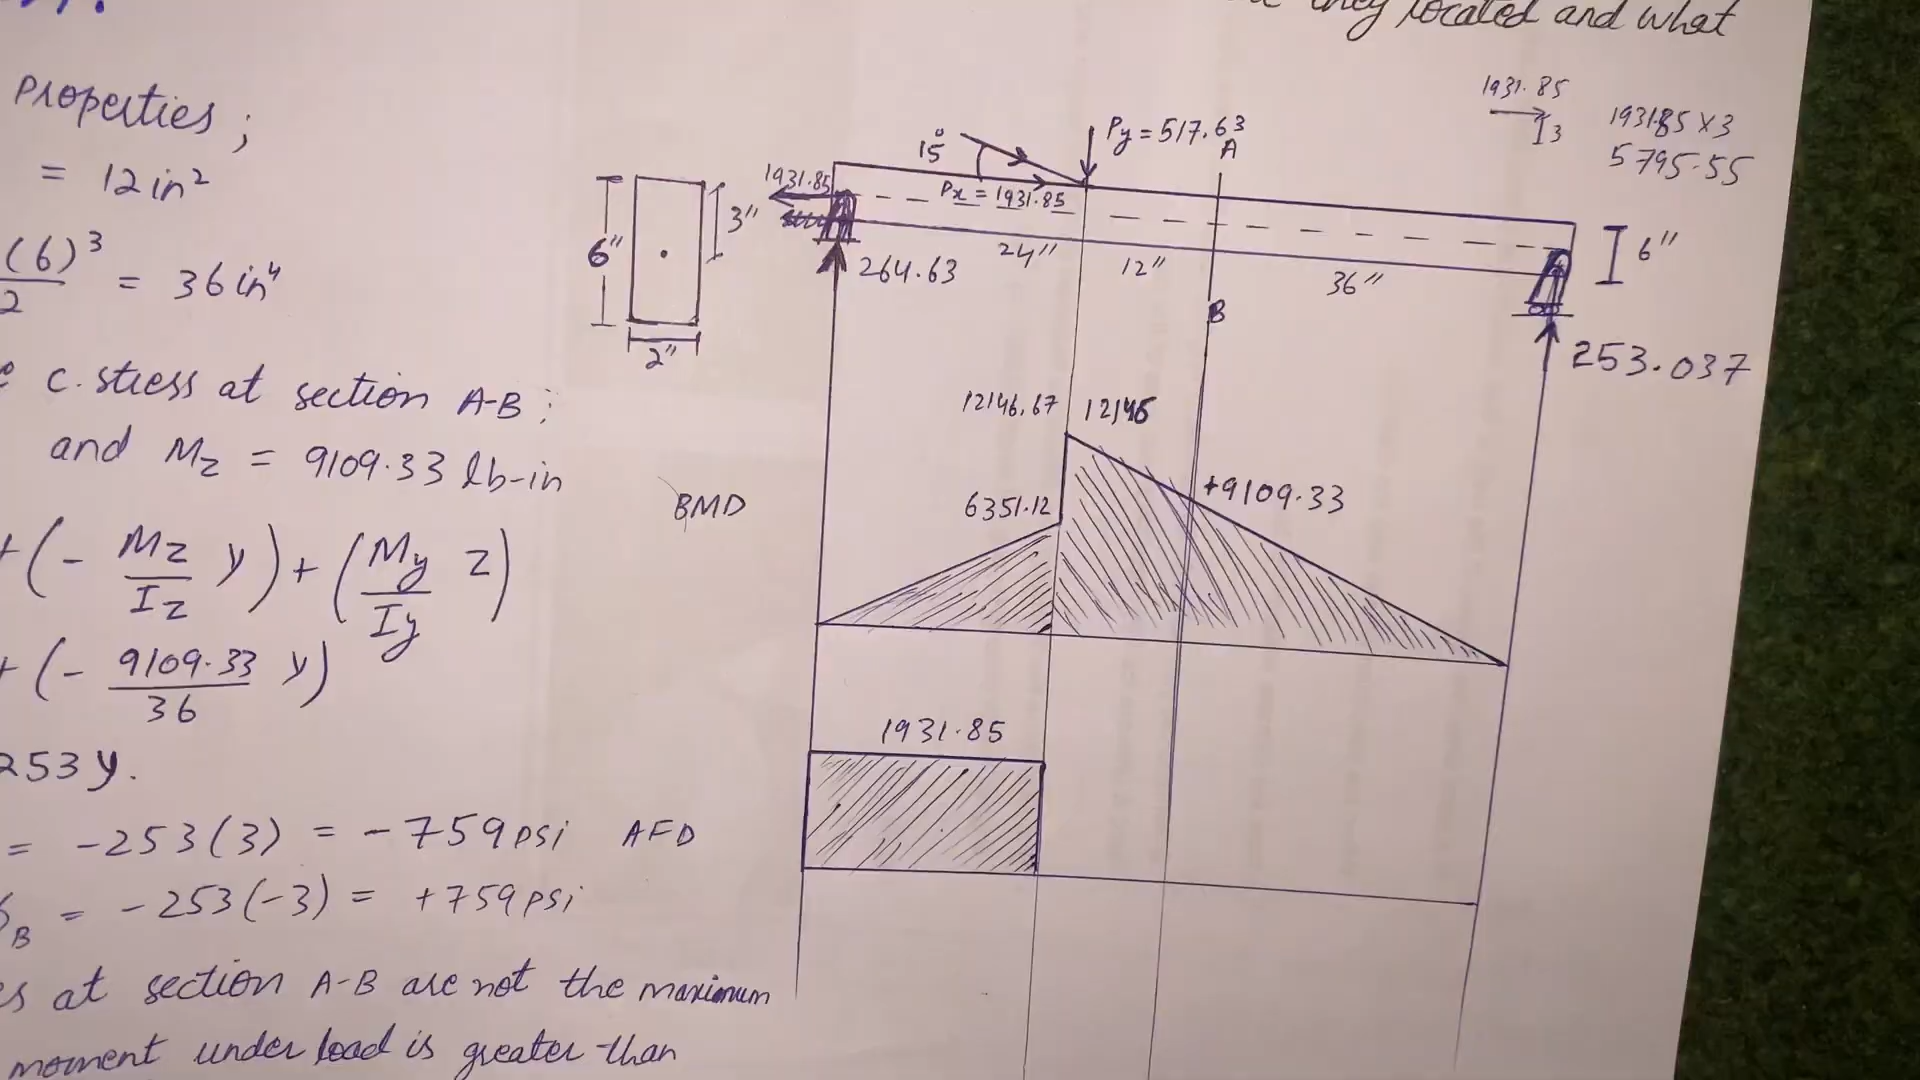 they located and what
Properties ;
= 12 in²
(6)³
2
= 36 in⁴
c. stress at section A-B ;
and Mz = 9109.33 lb-in
+ (- Mz/Iz y) + (My/Iy z)
+ (- 9109.33/36 y)
253 y.
= -253(3) = -759 psi
B = -253(-3) = +759 psi
at section A-B are not the maximum
moment under load is greater than
6"
3"
2"
1931.85
15°
Py = 517.63
A
Px = 1931.85
264.63
24"
12"
B
36"
6"
253.037
1931.85
3
1931.85 x 3
5795.55
BMD
12146.67
12146
6351.12
+9109.33
AFD
1931.85